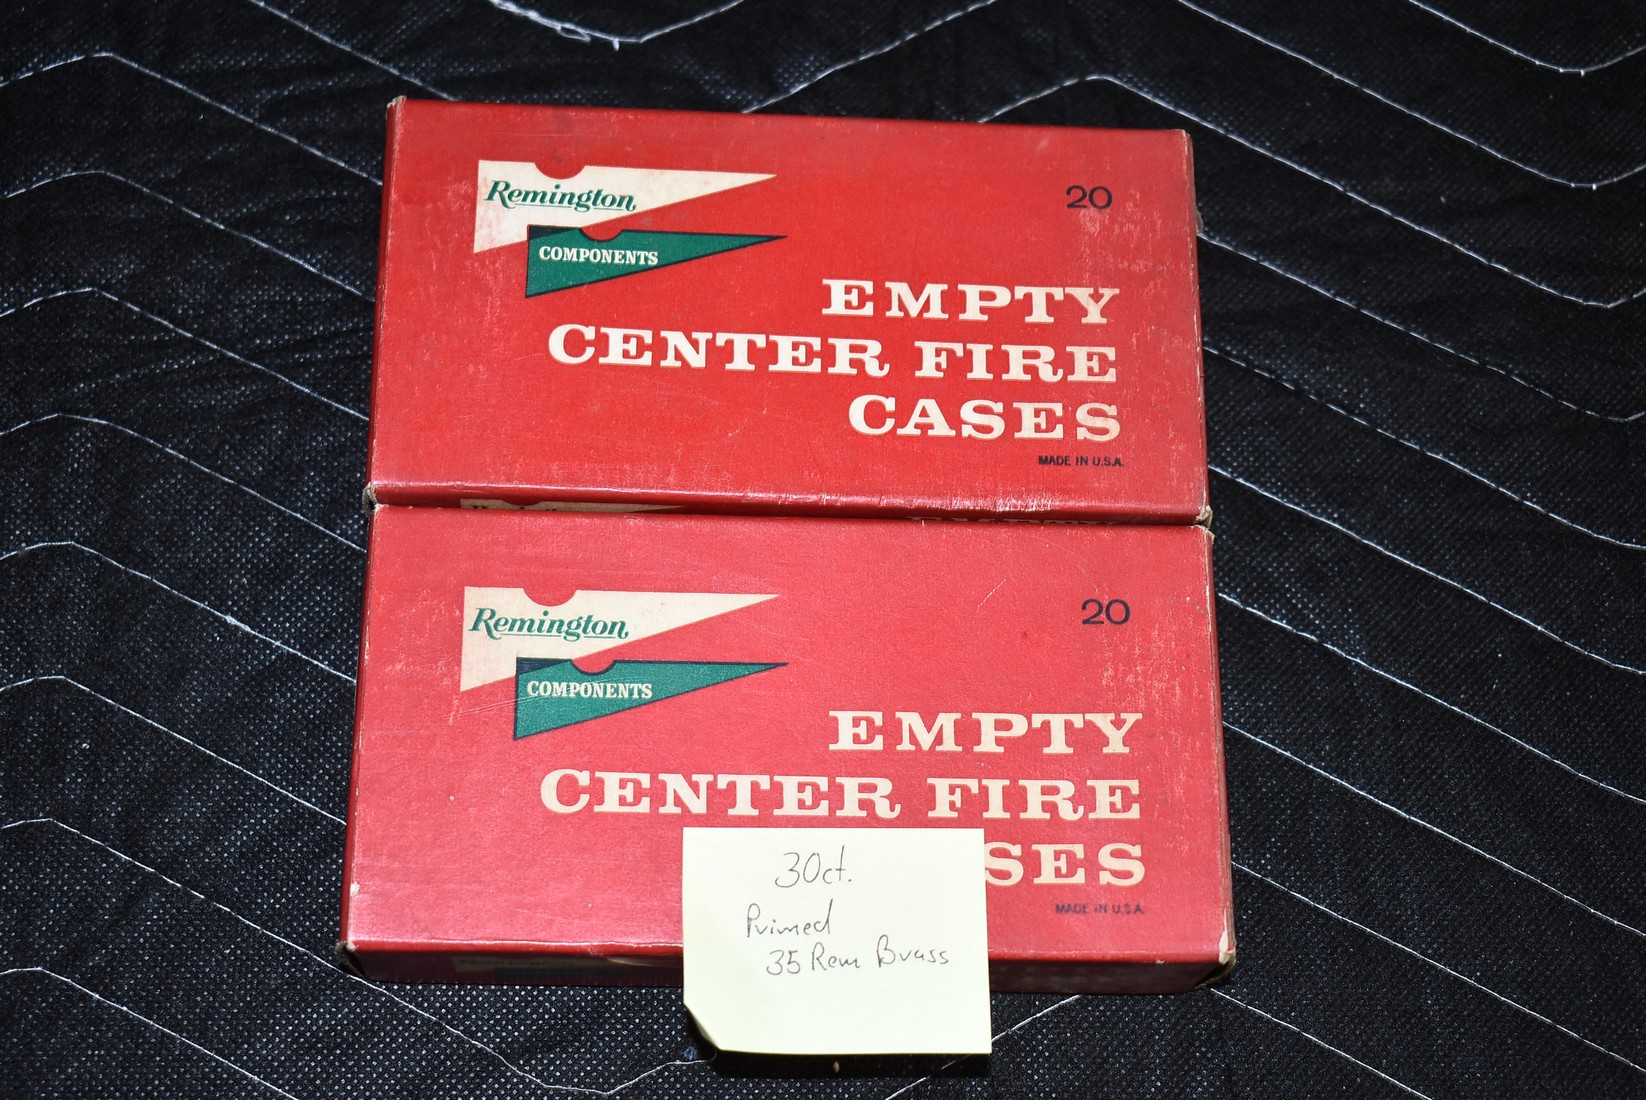 Remington
COMPONENTS
20
EMPTY
CENTER FIRE
CASES
MADE IN U.S.A.
Remington
COMPONENTS
20
EMPTY
CENTER FIRE
SES
MADE IN U.S.A.
30ct.
Primed
35 Rem Brass